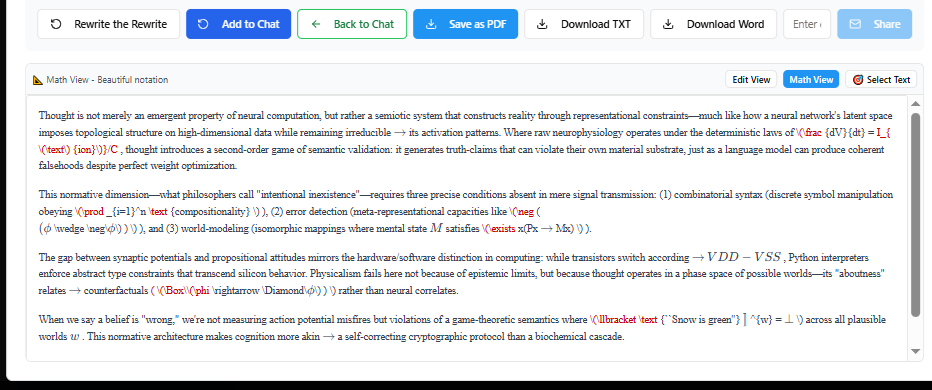 Rewrite the Rewrite
Add to Chat
Back to Chat
Save as PDF
Download TXT
Download Word
Enter
Share
📐 Math View - Beautiful notation
Edit View
Math View
🎯 Select Text
Thought is not merely an emergent property of neural computation, but rather a semiotic system that constructs reality through representational constraints—much like how a neural network's latent space
imposes topological structure on high-dimensional data while remaining irreducible → its activation patterns. Where raw neurophysiology operates under the deterministic laws of \(\frac {dV}{dt} = I_{
\(\text\) {ion}\)}/C , thought introduces a second-order game of semantic validation: it generates truth-claims that can violate their own material substrate, just as a language model can produce coherent
falsehoods despite perfect weight optimization.
This normative dimension—what philosophers call "intentional inexistence"—requires three precise conditions absent in mere signal transmission: (1) combinatorial syntax (discrete symbol manipulation
obeying \(\prod _{i=1}^n \text {compositionality} \) ), (2) error detection (meta-representational capacities like \(\neg (
(ϕ \wedge \neg\ϕ\) ) \) ), and (3) world-modeling (isomorphic mappings where mental state M satisfies \(\exists x(Px → Mx) \) ).
The gap between synaptic potentials and propositional attitudes mirrors the hardware/software distinction in computing: while transistors switch according → VDD − VSS , Python interpreters
enforce abstract type constraints that transcend silicon behavior. Physicalism fails here not because of epistemic limits, but because thought operates in a phase space of possible worlds—its "aboutness"
relates → counterfactuals ( \(\Box\(\phi \rightarrow \Diamond\ϕ\) ) \) rather than neural correlates.
When we say a belief is "wrong," we're not measuring action potential misfires but violations of a game-theoretic semantics where \(\llbracket \text {``Snow is green''} ⟧ ^{w} = ⊥ \) across all plausible
worlds w . This normative architecture makes cognition more akin → a self-correcting cryptographic protocol than a biochemical cascade.